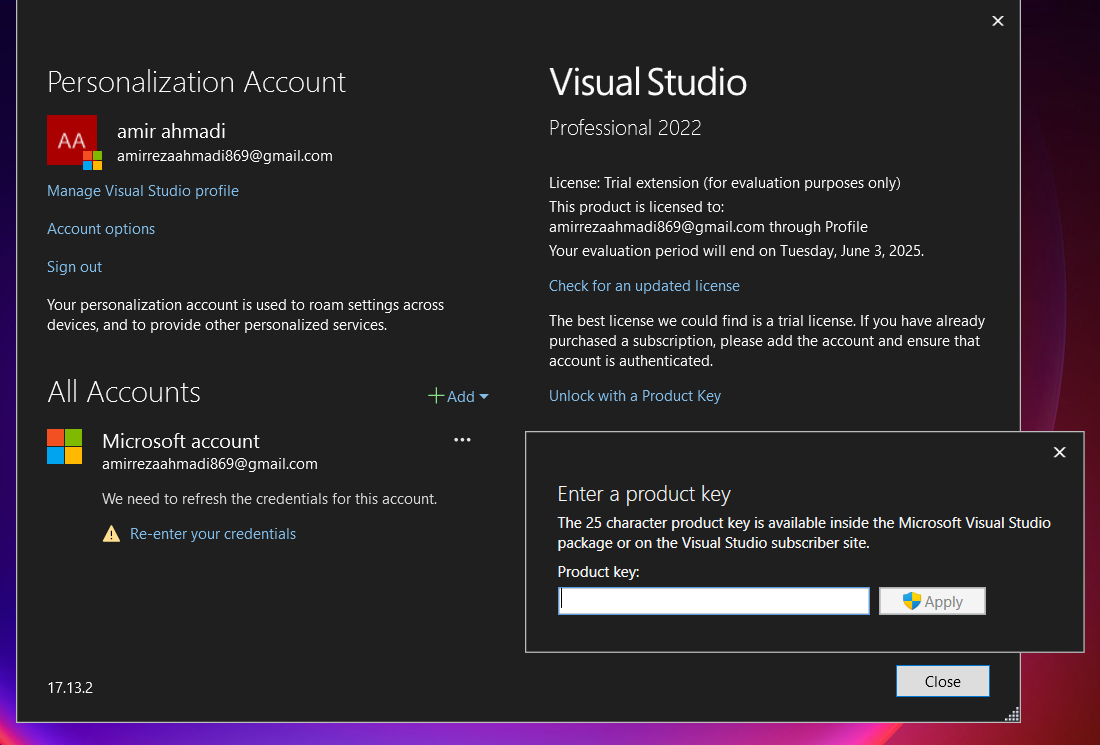 Personalization Account
AA
amir ahmadi
amirrezaahmadi869@gmail.com
Manage Visual Studio profile
Account options
Sign out
Your personalization account is used to roam settings across
devices, and to provide other personalized services.
All Accounts
Add
Microsoft account
amirrezaahmadi869@gmail.com
We need to refresh the credentials for this account.
Re-enter your credentials
17.13.2
Visual Studio
Professional 2022
License: Trial extension (for evaluation purposes only)
This product is licensed to:
amirrezaahmadi869@gmail.com through Profile
Your evaluation period will end on Tuesday, June 3, 2025.
Check for an updated license
The best license we could find is a trial license. If you have already
purchased a subscription, please add the account and ensure that
account is authenticated.
Unlock with a Product Key
Enter a product key
The 25 character product key is available inside the Microsoft Visual Studio
package or on the Visual Studio subscriber site.
Product key:
Apply
Close